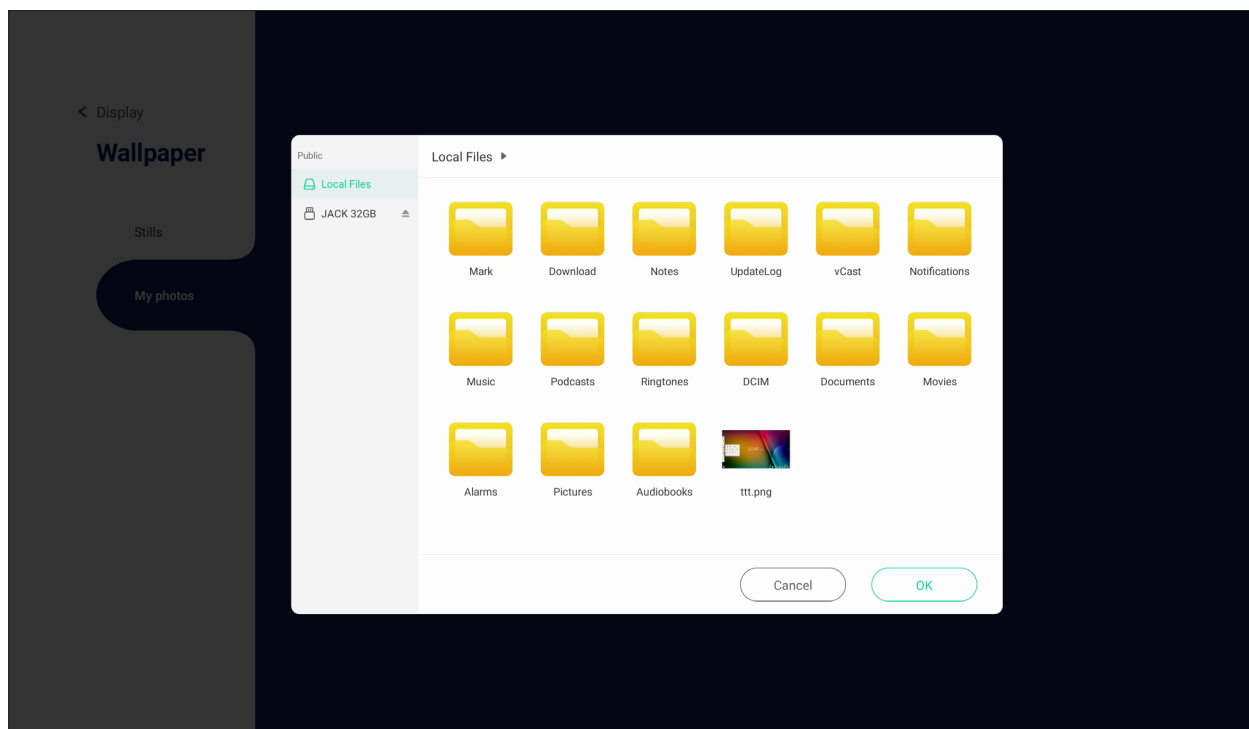 Display
Wallpaper
Stills
My photos
Public
Local Files
JACK 32GB
Local Files
Mark Download Notes UpdateLog vCast Notifications
Music Podcasts Ringtones DCIM Documents Movies
Alarms Pictures Audiobooks ttt.png
Cancel OK